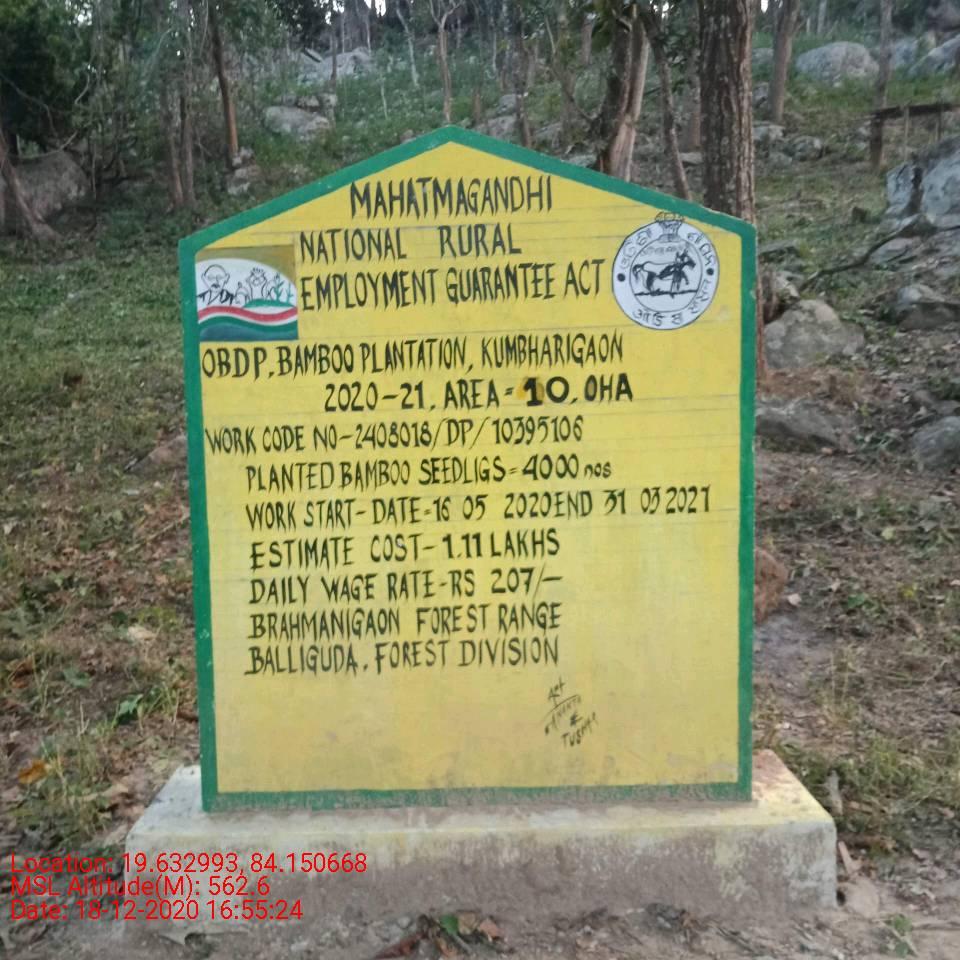 MAHATMAGANDHI
NATIONAL RURAL
EMPLOYMENT GUARANTEE ACT
OBDP, BAMBOO PLANTATION, KUMBHARIGAON
2020-21, AREA=10.0HA
WORK CODE NO-2408018/DP/10395106
PLANTED BAMBOO SEEDLIGS=4000 nos
WORK START-DATE=16 05 2020 END 31 03 2021
ESTIMATE COST-1.11 LAKHS
DAILY WAGE RATE-RS 207/-
BRAHMANIGAON FOREST RANGE
BALLIGUDA. FOREST DIVISION
Art
&
Location: 19.632993, 84.150668
MSL Altitude(M): 562.6
Date: 18-12-2020 16:55:24